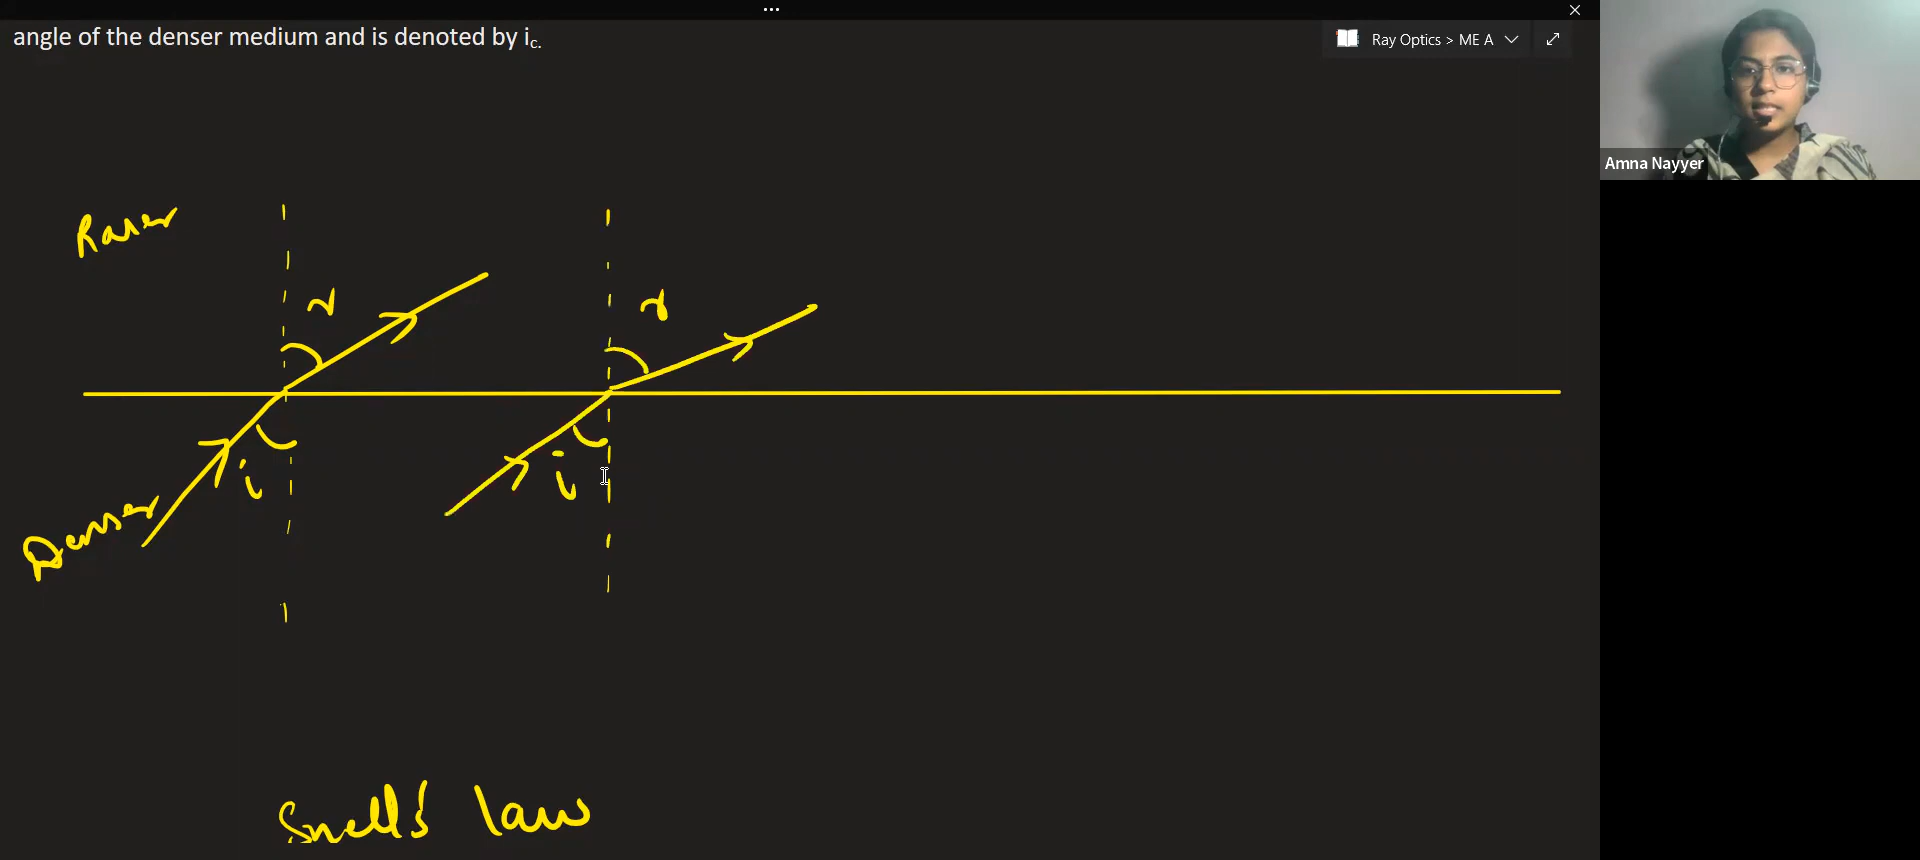 angle of the denser medium and is denoted by ic.
Ray Optics > ME A
Amna Nayyer
Rarer
r
r
i
i
Denser
Snell's law